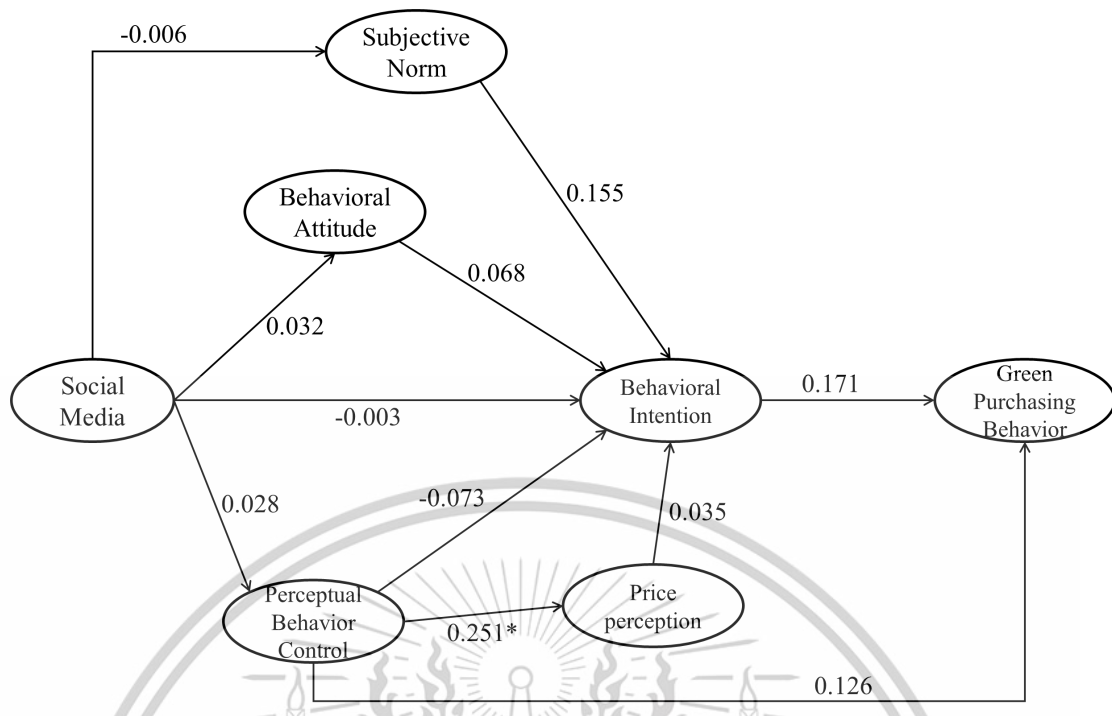 -0.006
Subjective
Norm
Behavioral
Attitude
0.155
0.068
0.032
Social
Media
-0.003
Behavioral
Intention
0.171
Green
Purchasing
Behavior
0.028
-0.073
0.035
Perceptual
Behavior
Control
0.251*
Price
perception
0.126